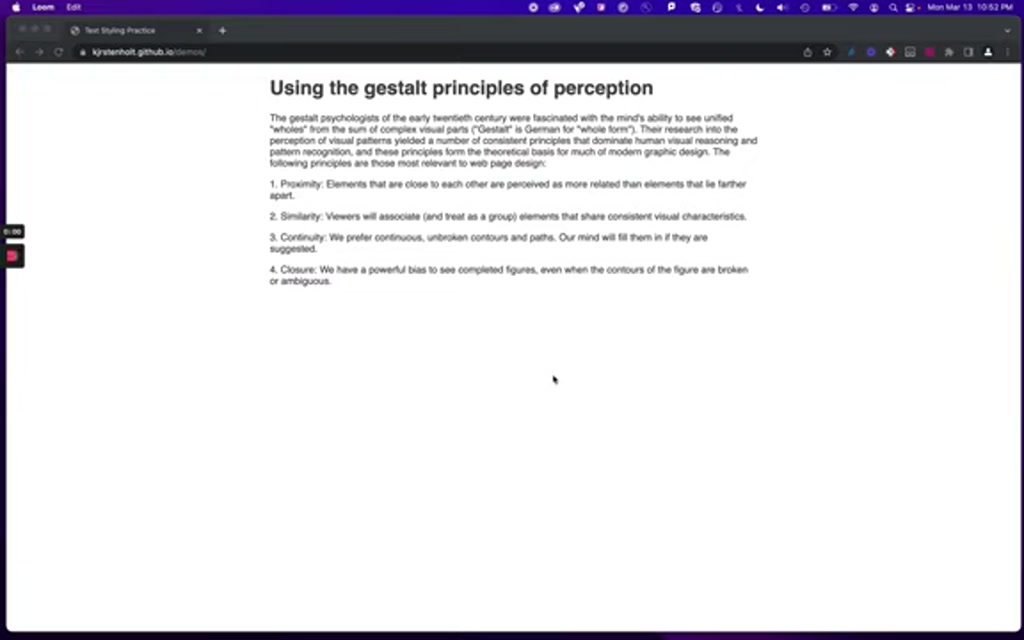 Loom Edit Mon Mar 13 10:52 PM
Text Styling Practice
kjrstenholt.github.io/demos/
Using the gestalt principles of perception
The gestalt psychologists of the early twentieth century were fascinated with the mind's ability to see unified
"wholes" from the sum of complex visual parts ("Gestalt" is German for "whole form"). Their research into the
perception of visual patterns yielded a number of consistent principles that dominate human visual reasoning and
pattern recognition, and these principles form the theoretical basis for much of modern graphic design. The
following principles are those most relevant to web page design:
1. Proximity: Elements that are close to each other are perceived as more related than elements that lie farther
apart.
2. Similarity: Viewers will associate (and treat as a group) elements that share consistent visual characteristics.
3. Continuity: We prefer continuous, unbroken contours and paths. Our mind will fill them in if they are
suggested.
4. Closure: We have a powerful bias to see completed figures, even when the contours of the figure are broken
or ambiguous.